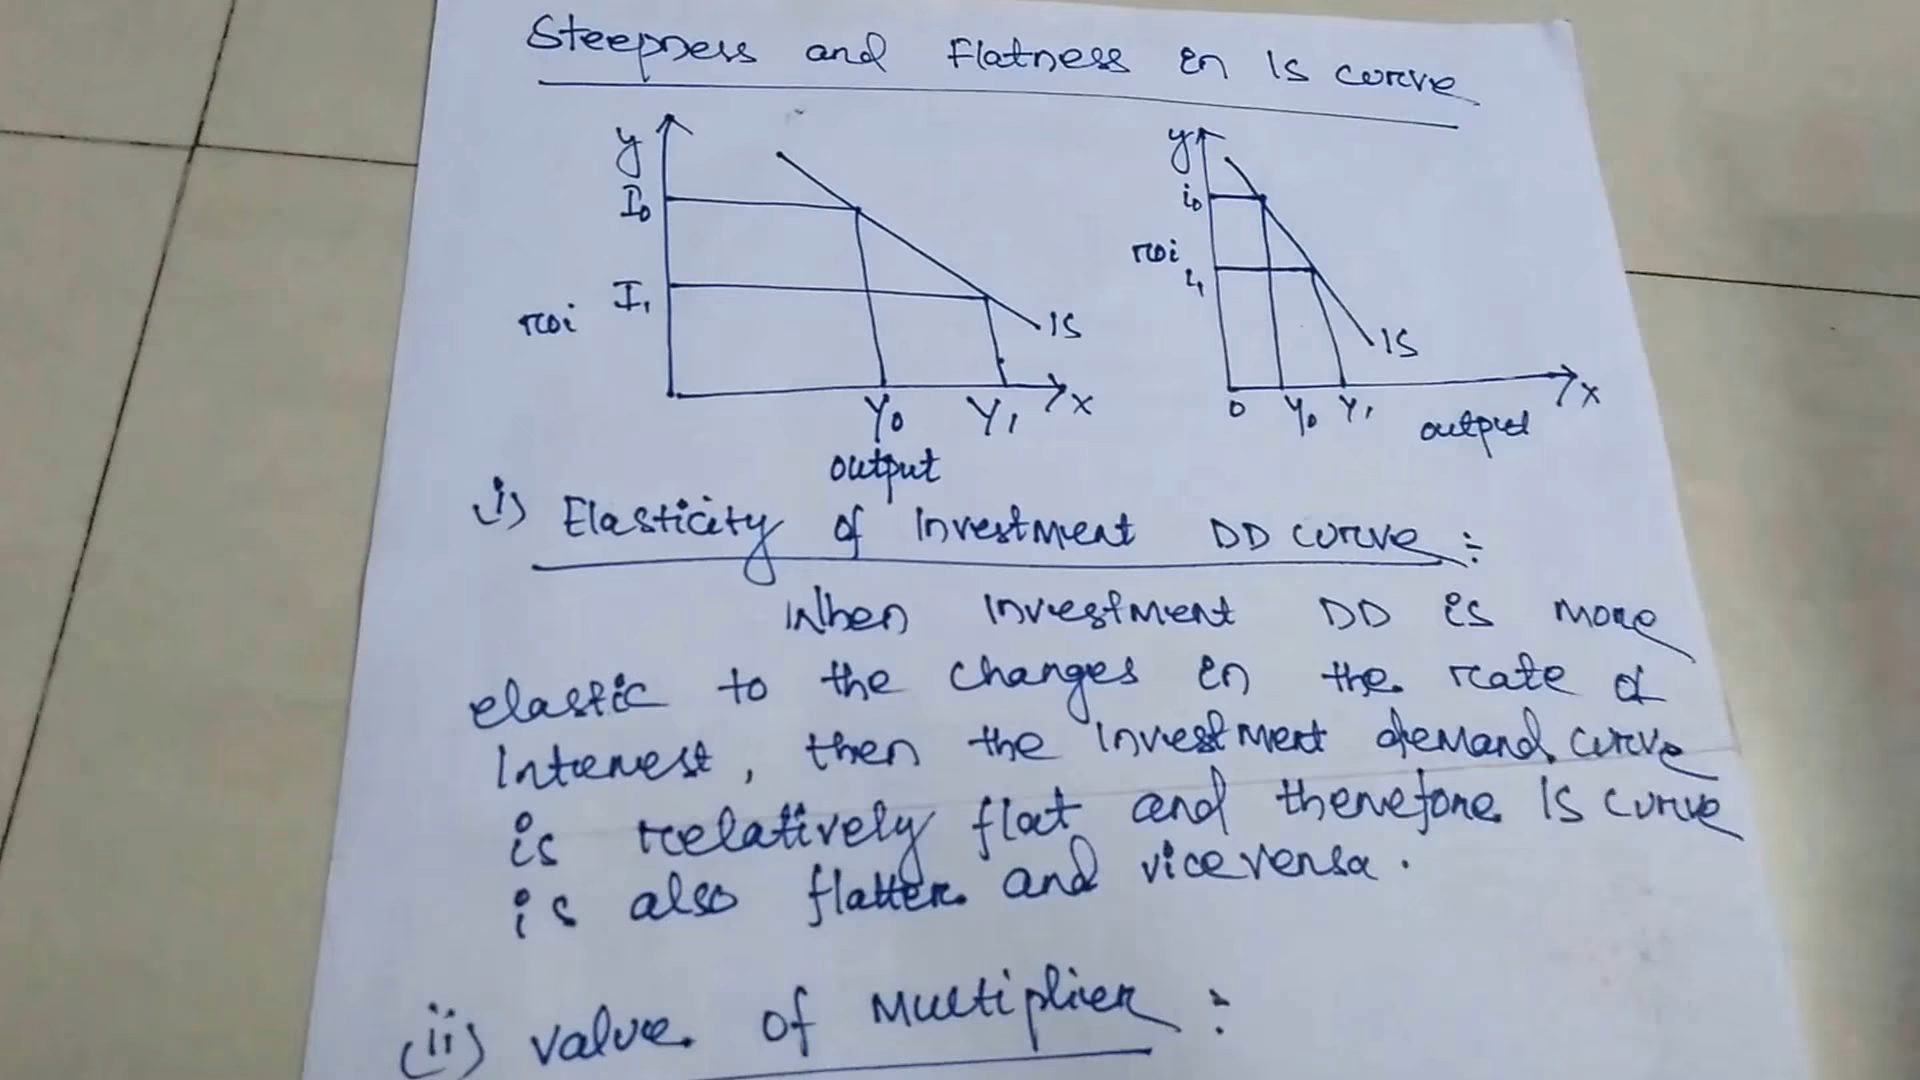 Steepness and Flatness in IS curve
y
I0
I1
roi
IS
Y0
Y1
x
output
y
i0
roi
i1
IS
0
Y0
Y1
x
output
(i) Elasticity of Investment DD curve :-
When investment DD is more
elastic to the changes in the rate of
Interest, then the Investment demand curve
is relatively flat and therefore IS curve
is also flatter and viceversa.
(ii) value of Multiplier :-